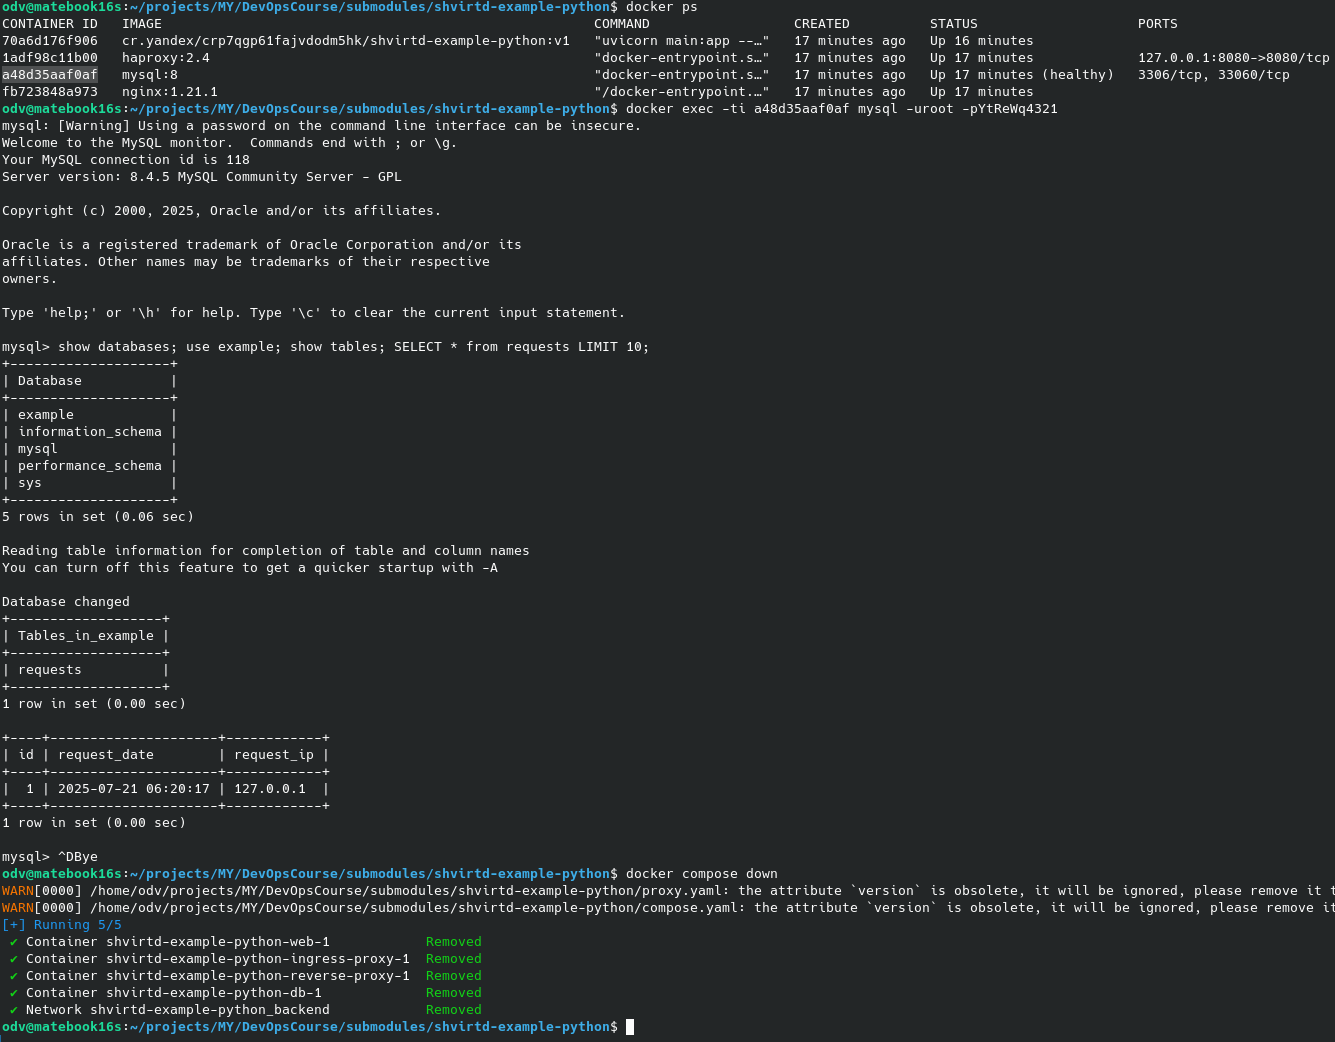 odv@matebook16s:~/projects/MY/DevOpsCourse/submodules/shvirtd-example-python$ docker ps
CONTAINER ID   IMAGE                                                      COMMAND                  CREATED          STATUS                    PORTS
70a6d176f906   cr.yandex/crp7qgp61fajvdodm5hk/shvirtd-example-python:v1   "uvicorn main:app --…"   17 minutes ago   Up 16 minutes
1adf98c11b00   haproxy:2.4                                                "docker-entrypoint.s…"   17 minutes ago   Up 17 minutes             127.0.0.1:8080->8080/tcp
a48d35aaf0af   mysql:8                                                    "docker-entrypoint.s…"   17 minutes ago   Up 17 minutes (healthy)   3306/tcp, 33060/tcp
fb723848a973   nginx:1.21.1                                               "/docker-entrypoint.…"   17 minutes ago   Up 17 minutes
odv@matebook16s:~/projects/MY/DevOpsCourse/submodules/shvirtd-example-python$ docker exec -ti a48d35aaf0af mysql -uroot -pYtReWq4321
mysql: [Warning] Using a password on the command line interface can be insecure.
Welcome to the MySQL monitor.  Commands end with ; or \g.
Your MySQL connection id is 118
Server version: 8.4.5 MySQL Community Server - GPL

Copyright (c) 2000, 2025, Oracle and/or its affiliates.

Oracle is a registered trademark of Oracle Corporation and/or its
affiliates. Other names may be trademarks of their respective
owners.

Type 'help;' or '\h' for help. Type '\c' to clear the current input statement.

mysql> show databases; use example; show tables; SELECT * from requests LIMIT 10;
+--------------------+
| Database           |
+--------------------+
| example            |
| information_schema |
| mysql              |
| performance_schema |
| sys                |
+--------------------+
5 rows in set (0.06 sec)

Reading table information for completion of table and column names
You can turn off this feature to get a quicker startup with -A

Database changed
+-------------------+
| Tables_in_example |
+-------------------+
| requests          |
+-------------------+
1 row in set (0.00 sec)

+----+---------------------+------------+
| id | request_date        | request_ip |
+----+---------------------+------------+
|  1 | 2025-07-21 06:20:17 | 127.0.0.1  |
+----+---------------------+------------+
1 row in set (0.00 sec)

mysql> ^DBye
odv@matebook16s:~/projects/MY/DevOpsCourse/submodules/shvirtd-example-python$ docker compose down
WARN[0000] /home/odv/projects/MY/DevOpsCourse/submodules/shvirtd-example-python/proxy.yaml: the attribute `version` is obsolete, it will be ignored, please remove it t
WARN[0000] /home/odv/projects/MY/DevOpsCourse/submodules/shvirtd-example-python/compose.yaml: the attribute `version` is obsolete, it will be ignored, please remove it
[+] Running 5/5
 ✔ Container shvirtd-example-python-web-1            Removed
 ✔ Container shvirtd-example-python-ingress-proxy-1  Removed
 ✔ Container shvirtd-example-python-reverse-proxy-1  Removed
 ✔ Container shvirtd-example-python-db-1             Removed
 ✔ Network shvirtd-example-python_backend            Removed
odv@matebook16s:~/projects/MY/DevOpsCourse/submodules/shvirtd-example-python$